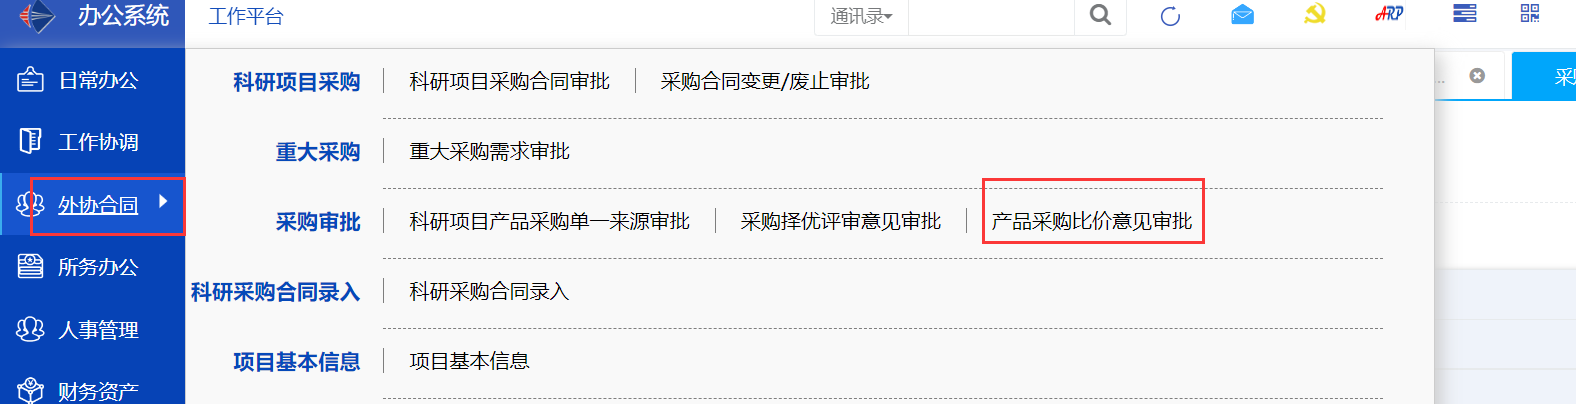 办公系统 工作平台 通讯录 ARP
日常办公
工作协调
外协合同
所务办公
人事管理
财务资产
科研项目采购 科研项目采购合同审批 采购合同变更/废止审批
重大采购 重大采购需求审批
采购审批 科研项目产品采购单一来源审批 采购择优评审意见审批 产品采购比价意见审批
科研采购合同录入 科研采购合同录入
项目基本信息 项目基本信息
.. 采